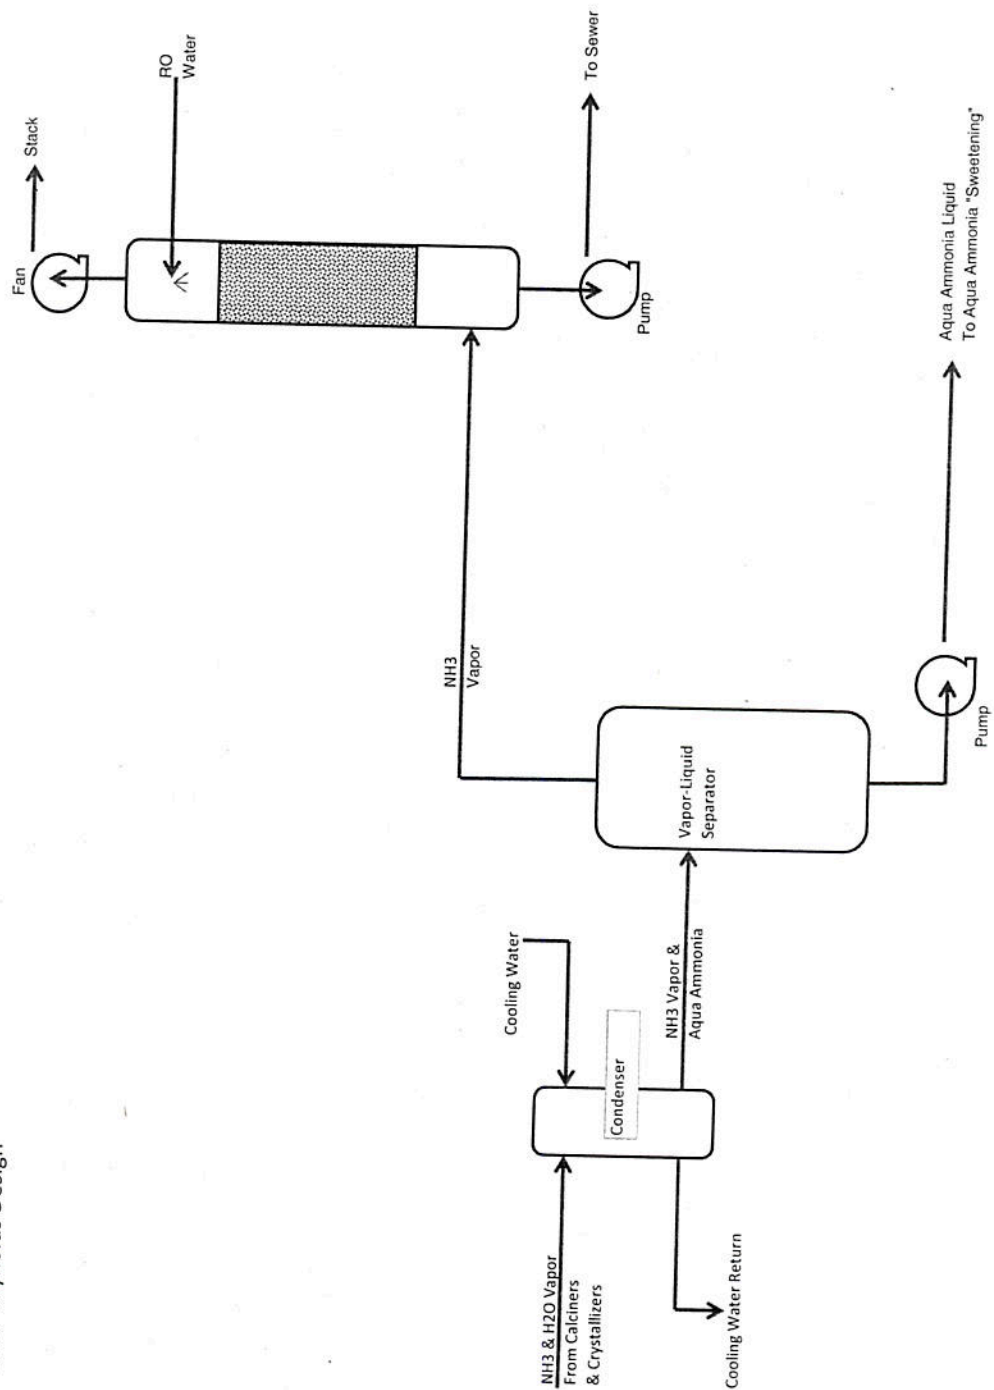 Design
Fan
Stack
RO
Water
To Sewer
Pump
NH3
Vapor
Cooling Water
Condenser
NH3 & H2O Vapor
From Calciners
& Crystallizers
Cooling Water Return
NH3 Vapor &
Aqua Ammonia
Vapor-Liquid
Separator
Pump
Aqua Ammonia Liquid
To Aqua Ammonia "Sweetening"